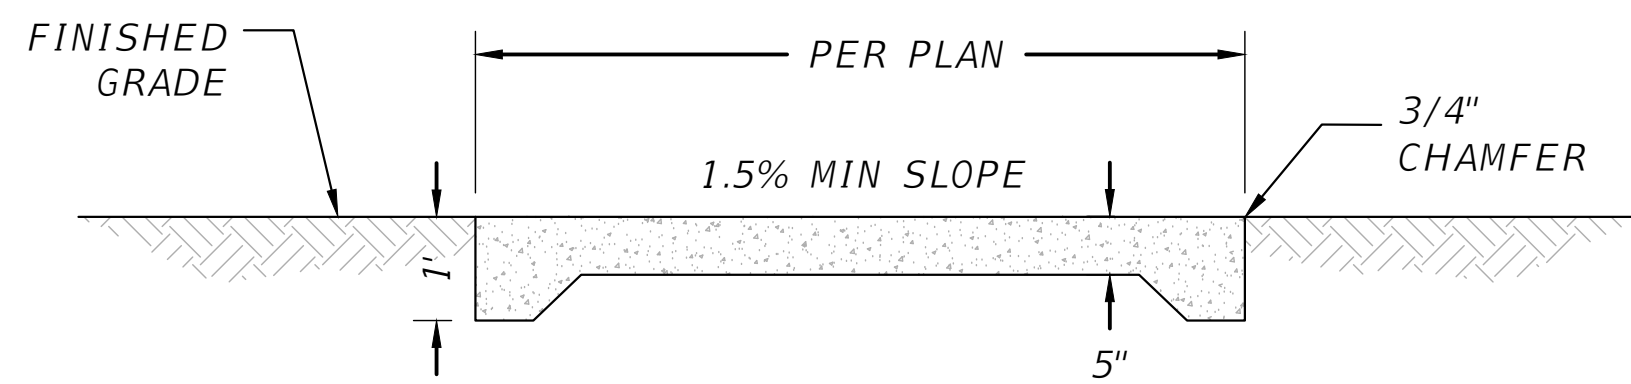 FINISHED
GRADE
PER PLAN
3/4"
CHAMFER
1.5% MIN SLOPE
1'
5"